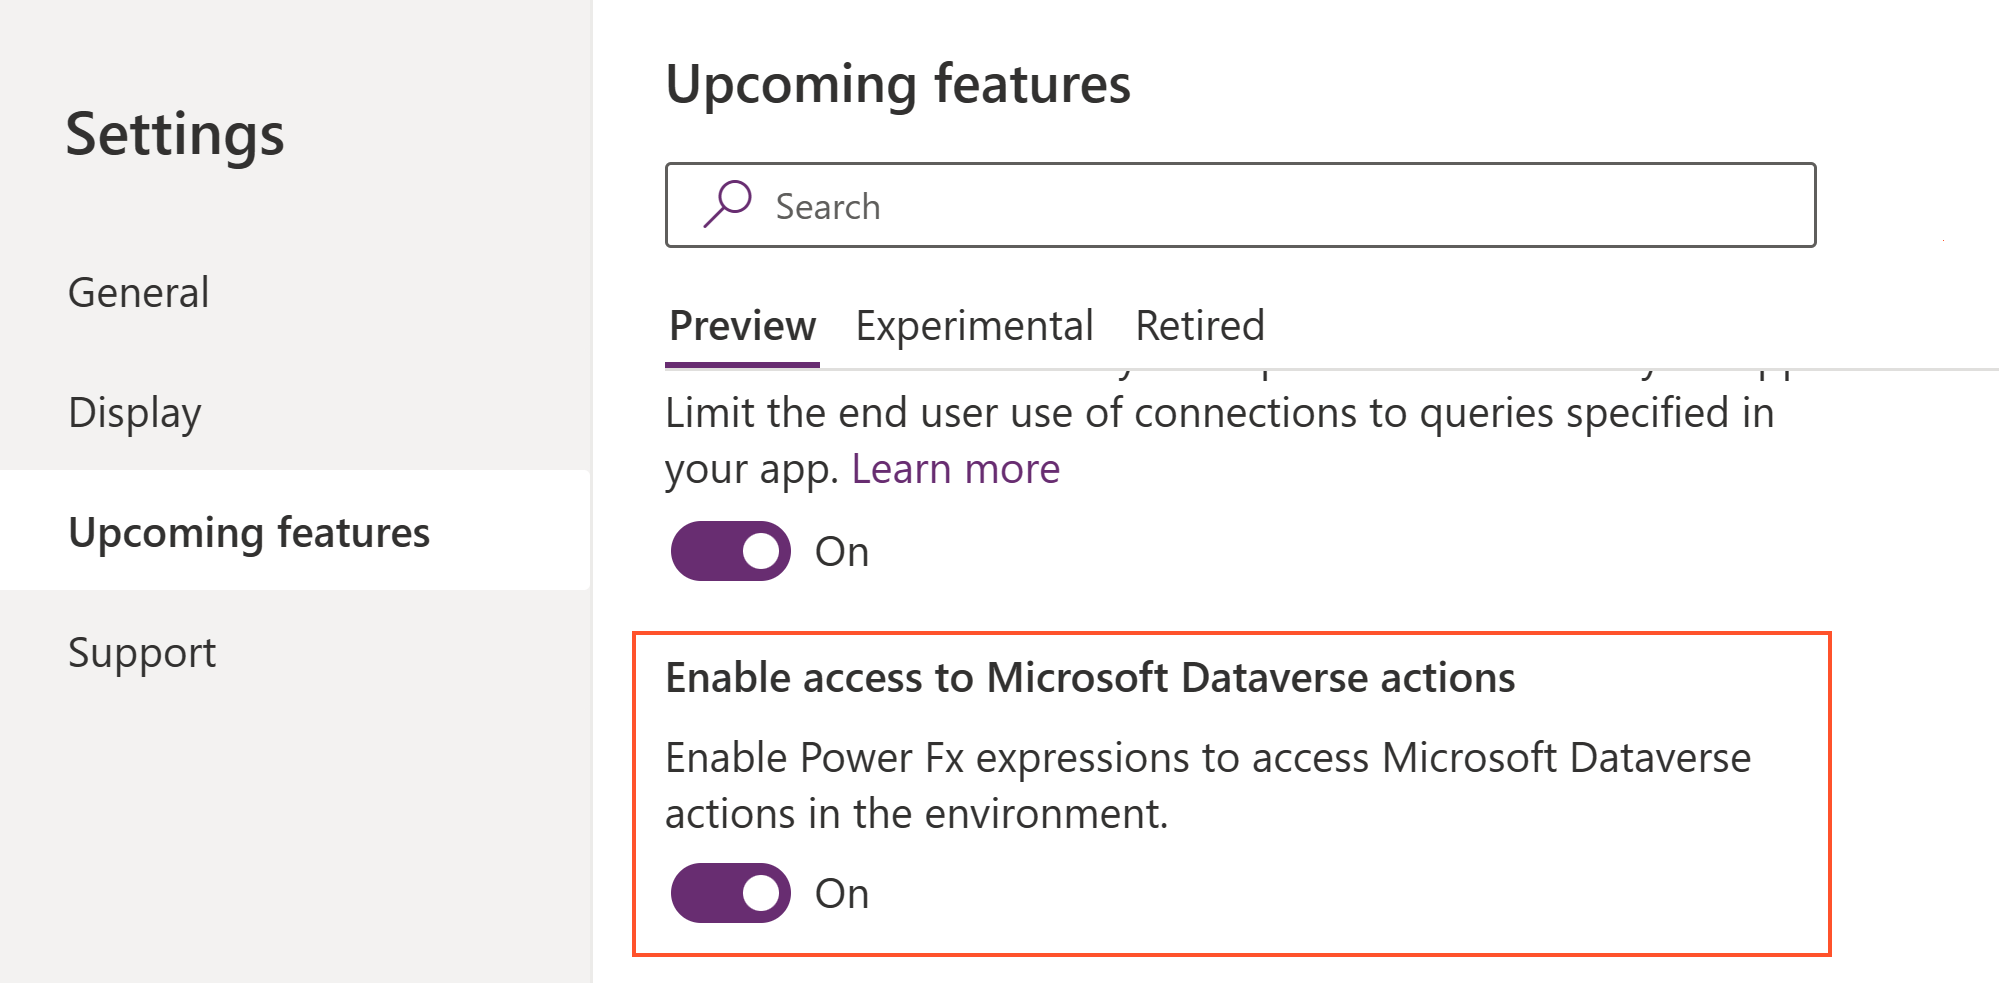 Settings
General
Display
Upcoming features
Support
Upcoming features
Search
Preview Experimental Retired
Limit the end user use of connections to queries specified in
your app. Learn more
On
Enable access to Microsoft Dataverse actions
Enable Power Fx expressions to access Microsoft Dataverse
actions in the environment.
On